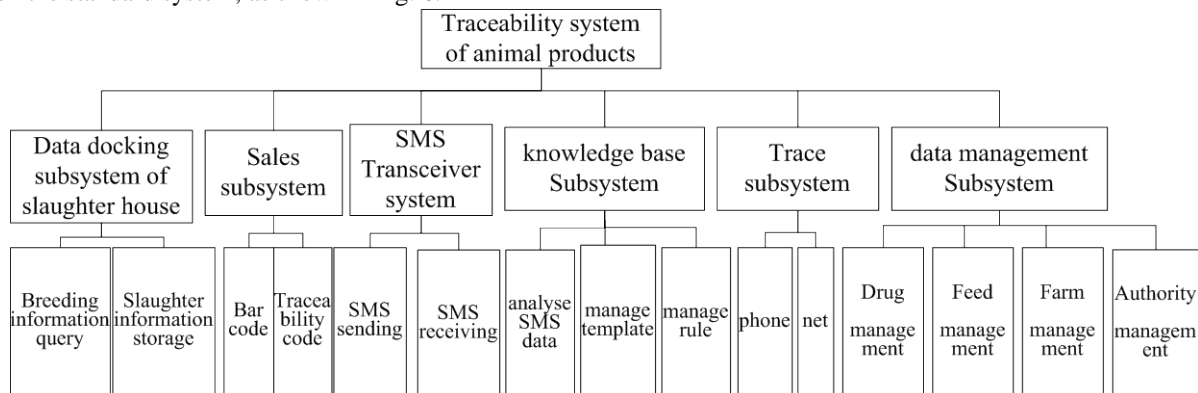 Traceability system
of animal products
Data docking
subsystem of
slaughter house
Sales
subsystem
SMS
Transceiver
system
knowledge base
Subsystem
Trace
subsystem
data management
Subsystem
Breeding
information
query
Slaughter
information
storage
Bar
code
Tracea
bility
code
SMS
sending
SMS
receiving
analyse
SMS
data
manage
template
manage
rule
phone
net
Drug
manage
ment
Feed
manage
ment
Farm
manage
ment
Authority
managem
ent